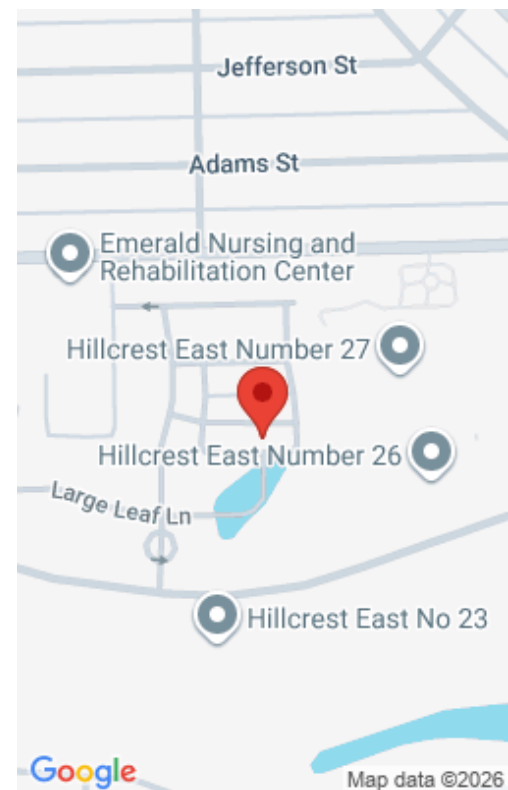 Jefferson St
Adams St
Emerald Nursing and
Rehabilitation Center
Hillcrest East Number 27
Hillcrest East Number 26
Large Leaf Ln
Hillcrest East No 23
Google
Map data ©2026